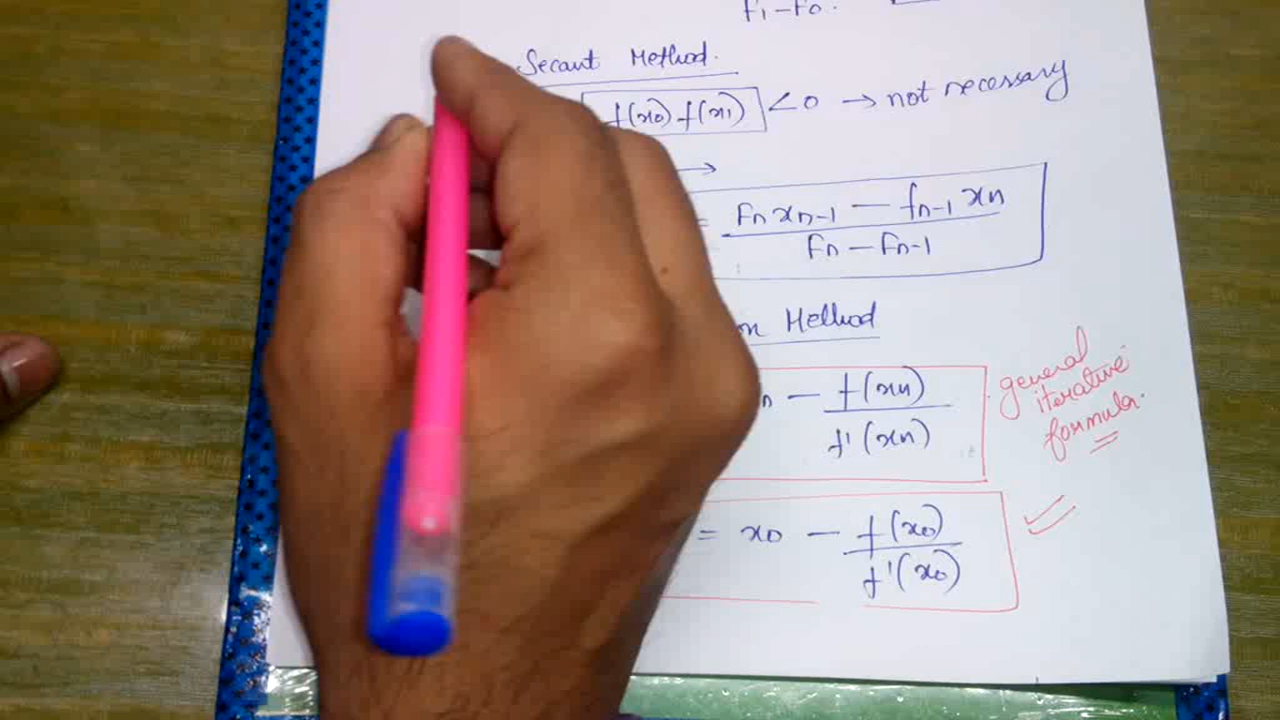 F₁-F₀.
Secant Method.
f(x₀) f(x₁) < 0 → not necessary
→
= Fₙ xₙ₋₁ — fₙ₋₁ xₙ
Fₙ — Fₙ₋₁
Method
n — f(xₙ)
f'(xₙ)
general
iterative
formula.
= x₀ — f(x₀)
f'(x₀)